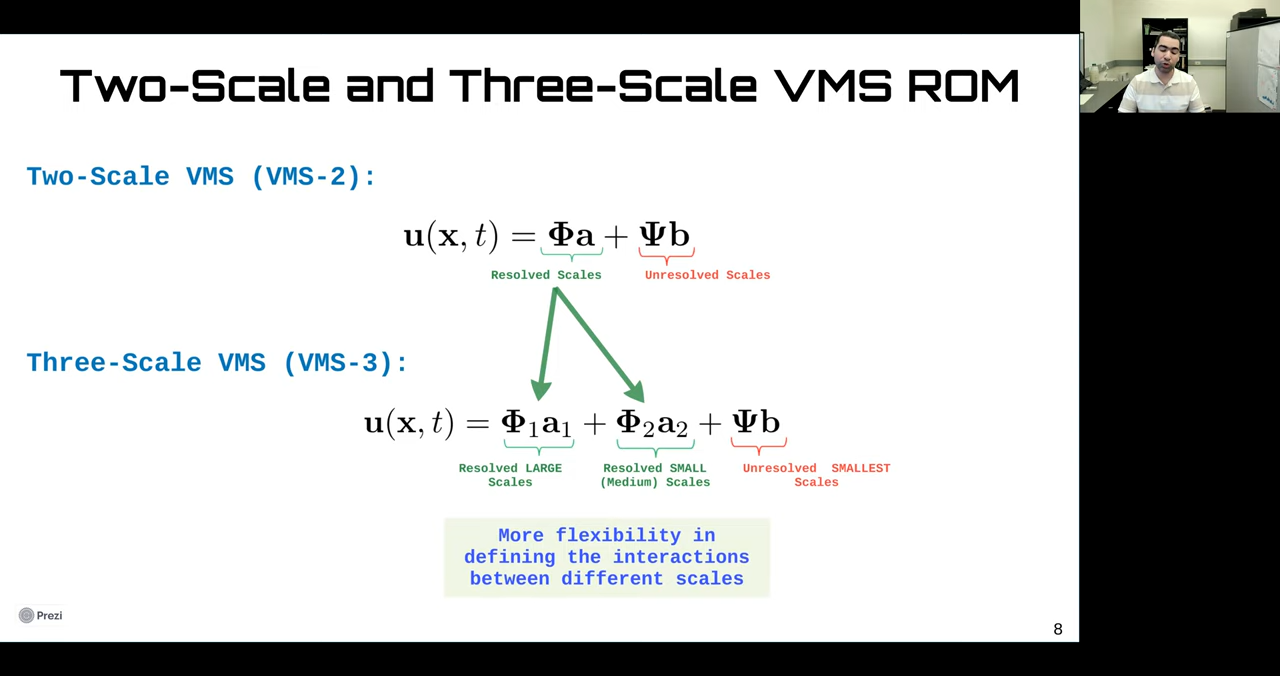 Two-Scale and Three-Scale VMS ROM
Two-Scale VMS (VMS-2):
u(x, t) = Φa + Ψb
Resolved Scales
Unresolved Scales
Three-Scale VMS (VMS-3):
u(x, t) = Φ₁a₁ + Φ₂a₂ + Ψb
Resolved LARGE
Scales
Resolved SMALL
(Medium) Scales
Unresolved SMALLEST
Scales
More flexibility in
defining the interactions
between different scales
Prezi
8